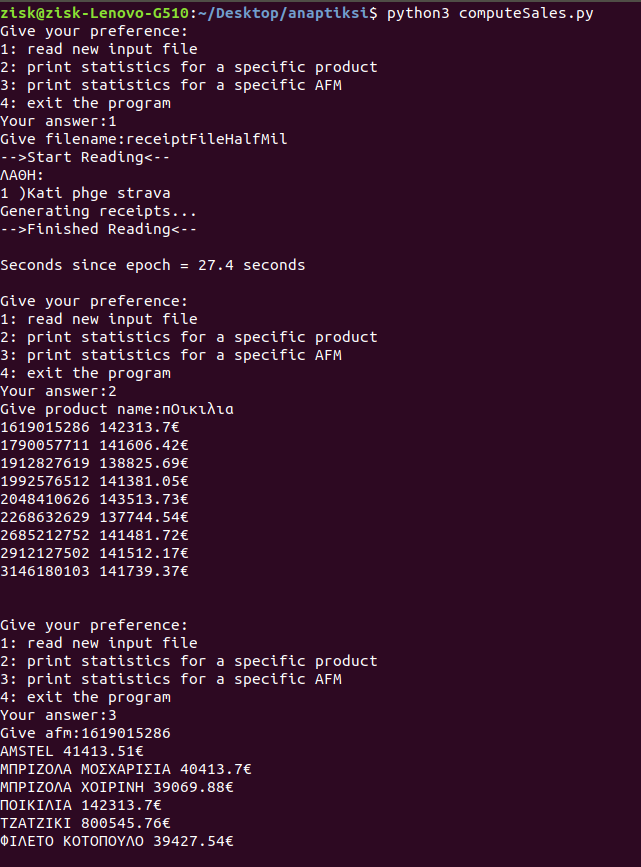 zisk@zisk-Lenovo-G510:~/Desktop/anaptiksi$ python3 computeSales.py
Give your preference:
1: read new input file
2: print statistics for a specific product
3: print statistics for a specific AFM
4: exit the program
Your answer:1
Give filename:receiptFileHalfMil
-->Start Reading<--
ΛΑΘΗ:
1 )Kati phge strava
Generating receipts...
-->Finished Reading<--
Seconds since epoch = 27.4 seconds
Give your preference:
1: read new input file
2: print statistics for a specific product
3: print statistics for a specific AFM
4: exit the program
Your answer:2
Give product name:πΟικιλια
1619015286 142313.7€
1790057711 141606.42€
1912827619 138825.69€
1992576512 141381.05€
2048410626 143513.73€
2268632629 137744.54€
2685212752 141481.72€
2912127502 141512.17€
3146180103 141739.37€
Give your preference:
1: read new input file
2: print statistics for a specific product
3: print statistics for a specific AFM
4: exit the program
Your answer:3
Give afm:1619015286
AMSTEL 41413.51€
ΜΠΡΙΖΟΛΑ ΜΟΣΧΑΡΙΣΙΑ 40413.7€
ΜΠΡΙΖΟΛΑ ΧΟΙΡΙΝΗ 39069.88€
ΠΟΙΚΙΛΙΑ 142313.7€
ΤΖΑΤΖΙΚΙ 800545.76€
ΦΙΛΕΤΟ ΚΟΤΟΠΟΥΛΟ 39427.54€